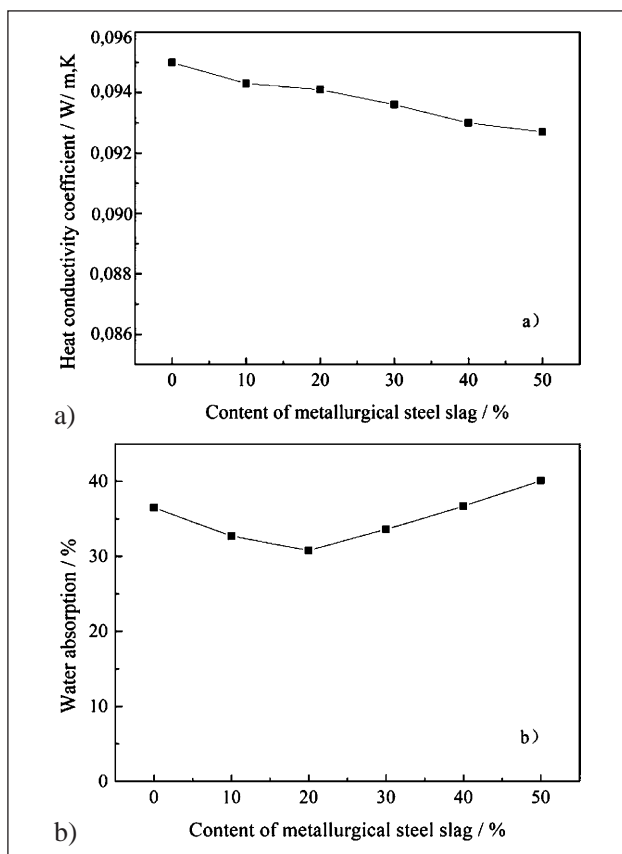 0,096
0,094
0,092
0,090
0,088
0,086
Heat conductivity coefficient / W/ m,K
a)
0 10 20 30 40 50
a)
Content of metallurgical steel slag / %
40
30
20
10
0
Water absorption / %
b)
0 10 20 30 40 50
b)
Content of metallurgical steel slag / %